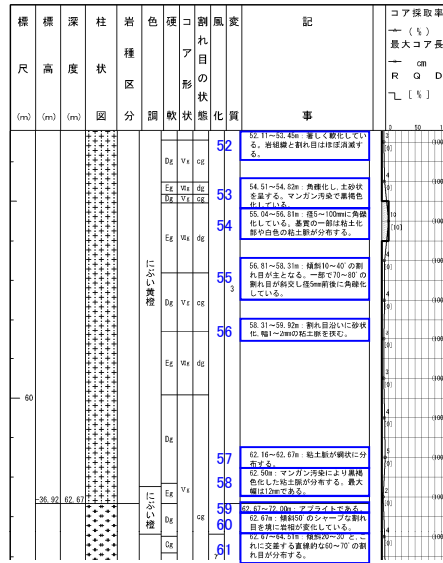 標尺(m)
標高(m)
深度(m)
柱状図
岩種区分
色調
硬軟
コア形状
割れ目の状態
風化
変質
記事
コア採取率
(%)
最大コア長
cm
R Q D
[%]
0 50 100
52
52.11～53.45m：著しく軟化してい
る。岩組織と割れ目はほぼ消滅す
る。
Dg Ⅴg cg
Eg Ⅶg dg
Dg Ⅴg cg
53
54.51～54.82m：角礫化し、土砂状
を呈する。マンガン汚染で黒褐色
化している。
54
55.04～56.81m：径5～100mmに角礫
化している。基質の一部は粘土化
部や白色の粘土脈が分布する。
Eg Ⅶg dg
にぶい黄橙
55
3
56.81～58.31m：傾斜10～40ﾟの割
れ目が主となる。一部で70～80ﾟの
割れ目が斜交し径5mm前後に角礫化
している。
Dg Ⅴg cg
56
58.31～59.92m：割れ目沿いに砂状
化、幅1～2mmの粘土脈を挟む。
Eg Ⅶg dg
60
Dg
57
62.16～62.67m：粘土脈が網状に分
布する。
58
62.50m：マンガン汚染により黒褐
色化した粘土脈が分布する。最大
幅は12mmである。
Eg Ⅴg
-36.92 62.67
59
62.67～72.00m：アプライトである。
60
62.67m：傾斜50ﾟのシャープな割れ
目を境に岩相が変化している。
にぶい橙
Dg cg
61
62.67～64.51m：傾斜20～30ﾟと、こ
れに交差する直線的な60～70ﾟの割
れ目が分布する。
Cg